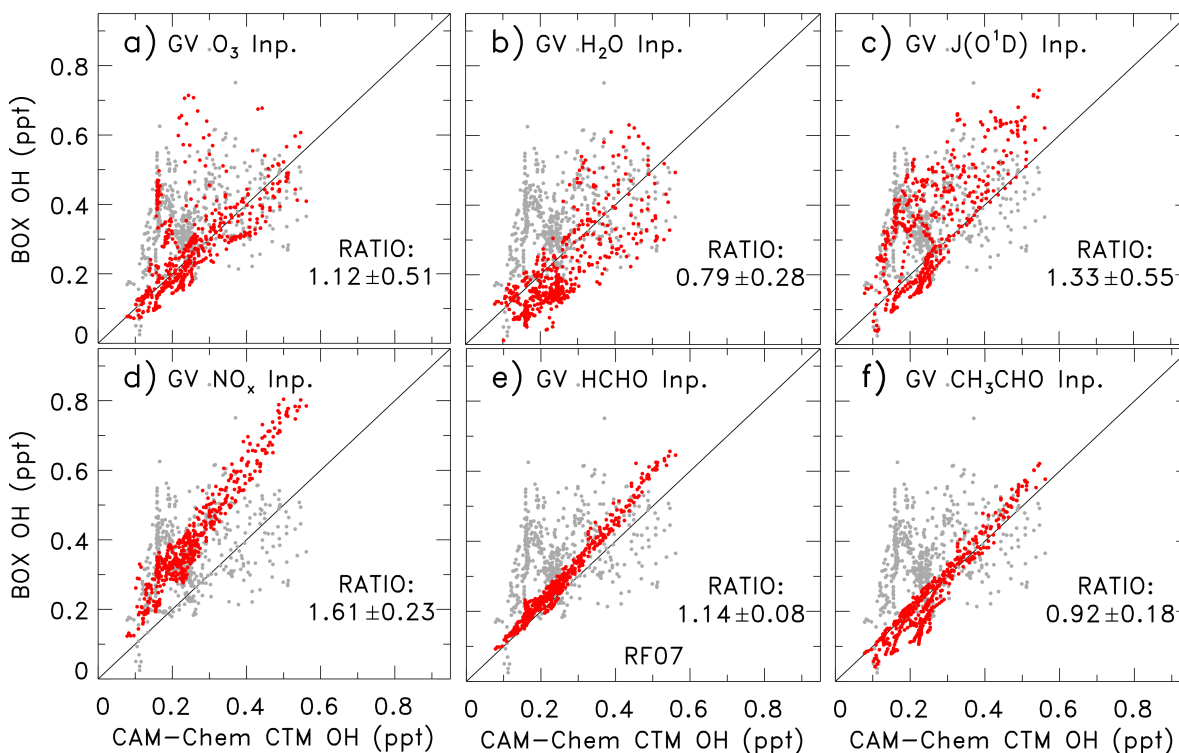 a) GV O₃ Inp.
b) GV H₂O Inp.
c) GV J(O¹D) Inp.
BOX OH (ppt)
0.8
0.6
0.4
0.2
0
RATIO:
1.12±0.51
RATIO:
0.79±0.28
RATIO:
1.33±0.55
d) GV NOₓ Inp.
e) GV HCHO Inp.
f) GV CH₃CHO Inp.
BOX OH (ppt)
0.8
0.6
0.4
0.2
0
RATIO:
1.61±0.23
RATIO:
1.14±0.08
RF07
RATIO:
0.92±0.18
0 0.2 0.4 0.6 0.8
0 0.2 0.4 0.6 0.8
0 0.2 0.4 0.6 0.8
CAM-Chem CTM OH (ppt)
CAM-Chem CTM OH (ppt)
CAM-Chem CTM OH (ppt)